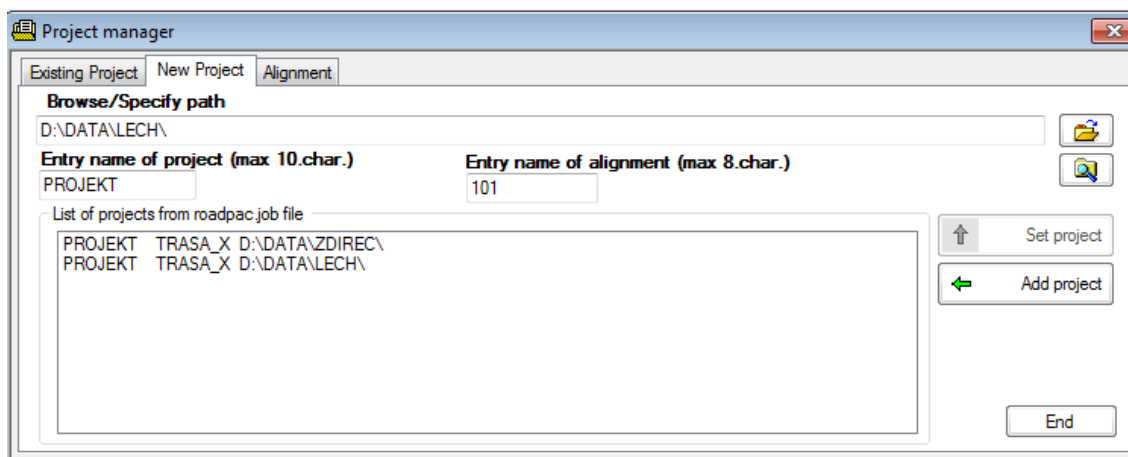 Project manager
Existing Project New Project Alignment
Browse/Specify path
D:\DATA\LECH\
Entry name of project (max 10.char.) Entry name of alignment (max 8.char.)
PROJEKT 101
List of projects from roadpac.job file
PROJEKT TRASA_X D:\DATA\ZDIREC\
PROJEKT TRASA_X D:\DATA\LECH\
Set project
Add project
End